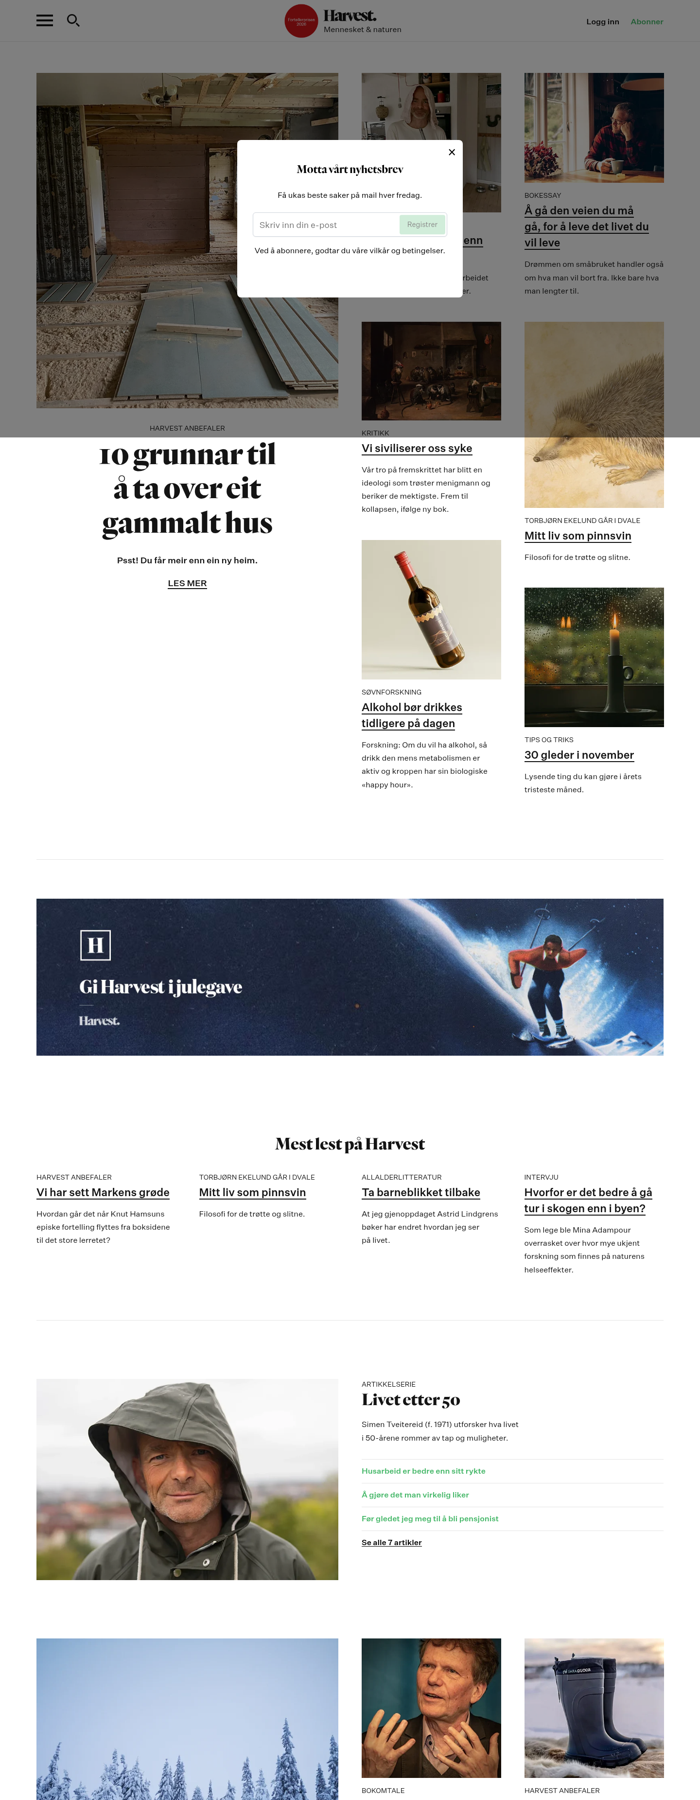 Harvest.
Mennesket & naturen
Logg inn
Abonner
Motta vårt nyhetsbrev
Få ukas beste saker på mail hver fredag.
Skriv inn din e-post
Registrer
Ved å abonnere, godtar du våre vilkår og betingelser.
HARVEST ANBEFALER
10 grunnar til
å ta over eit
gammalt hus
Psst! Du får meir enn ein ny heim.
LES MER
KRITIKK
Vi siviliserer oss syke
Vår tro på fremskrittet har blitt en
ideologi som trøster menigmann og
beriker de mektigste. Frem til
kollapsen, ifølge ny bok.
SØVNFORSKNING
Alkohol bør drikkes
tidligere på dagen
Forskning: Om du vil ha alkohol, så
drikk den mens metabolismen er
aktiv og kroppen har sin biologiske
«happy hour».
BOKESSAY
Å gå den veien du må
gå, for å leve det livet du
vil leve
Drømmen om småbruket handler også
om hva man vil bort fra. Ikke bare hva
man lengter til.
TORBJØRN EKELUND GÅR I DVALE
Mitt liv som pinnsvin
Filosofi for de trøtte og slitne.
TIPS OG TRIKS
30 gleder i november
Lysende ting du kan gjøre i årets
tristeste måned.
H
Gi Harvest i julegave
Harvest.
Mest lest på Harvest
HARVEST ANBEFALER
Vi har sett Markens grøde
Hvordan går det når Knut Hamsuns
episke fortelling flyttes fra boksidene
til det store lerretet?
TORBJØRN EKELUND GÅR I DVALE
Mitt liv som pinnsvin
Filosofi for de trøtte og slitne.
ALLALDERLITTERATUR
Ta barneblikket tilbake
At jeg gjenoppdaget Astrid Lindgrens
bøker har endret hvordan jeg ser
på livet.
INTERVJU
Hvorfor er det bedre å gå
tur i skogen enn i byen?
Som lege ble Mina Adampour
overrasket over hvor mye ukjent
forskning som finnes på naturens
helseeffekter.
ARTIKKELSERIE
Livet etter 50
Simen Tveitereid (f. 1971) utforsker hva livet
i 50-årene rommer av tap og muligheter.
Husarbeid er bedre enn sitt rykte
Å gjøre det man virkelig liker
Før gledet jeg meg til å bli pensjonist
Se alle 7 artikler
BOKOMTALE
HARVEST ANBEFALER